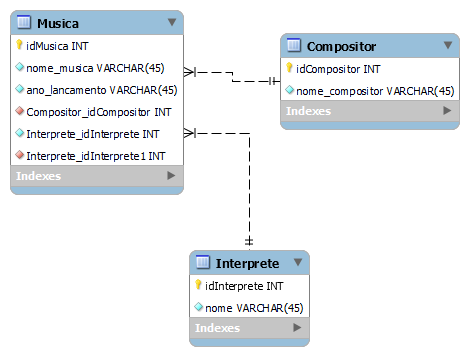 Musica
idMusica INT
nome_musica VARCHAR(45)
ano_lancamento VARCHAR(45)
Compositor_idCompositor INT
Interprete_idInterprete INT
Interprete_idInterprete1 INT
Indexes
Compositor
idCompositor INT
nome_compositor VARCHAR(45)
Indexes
Interprete
idInterprete INT
nome VARCHAR(45)
Indexes